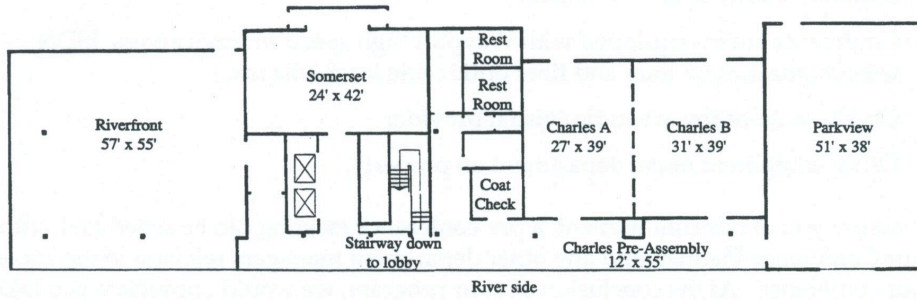 Rest
Room
Somerset
24' x 42'
Rest
Room
Riverfront
57' x 55'
Charles A
27' x 39'
Charles B
31' x 39'
Parkview
51' x 38'
Coat
Check
Stairway down
to lobby
Charles Pre-Assembly
12' x 55'
River side